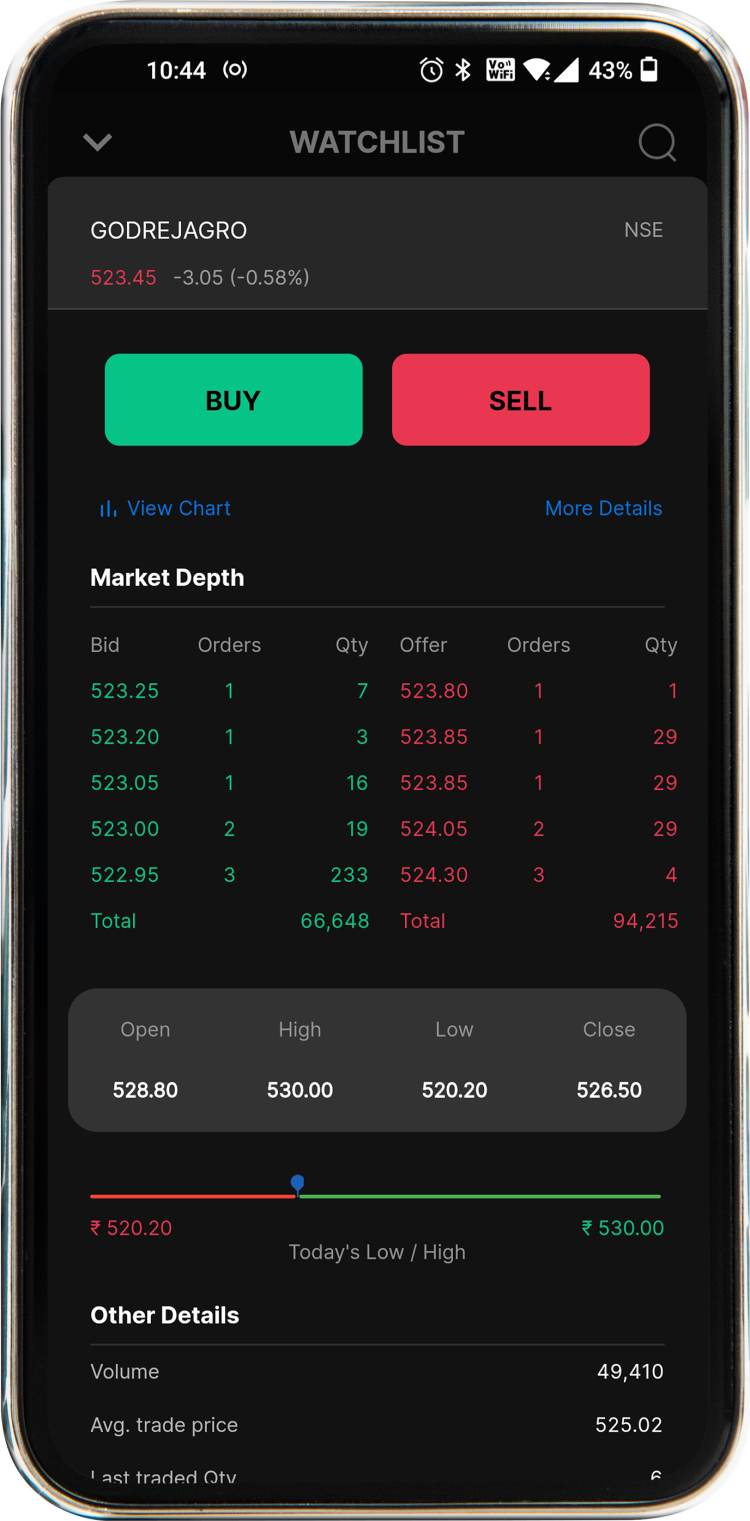 10:44 43%
Vo)) WiFi
WATCHLIST
GODREJAGRO NSE
523.45 -3.05 (-0.58%)
BUY SELL
View Chart More Details
Market Depth
Bid Orders Qty Offer Orders Qty
523.25 1 7 523.80 1 1
523.20 1 3 523.85 1 29
523.05 1 16 523.85 1 29
523.00 2 19 524.05 2 29
522.95 3 233 524.30 3 4
Total 66,648 Total 94,215
Open High Low Close
528.80 530.00 520.20 526.50
₹ 520.20 ₹ 530.00
Today's Low / High
Other Details
Volume 49,410
Avg. trade price 525.02
Last traded Qty 6